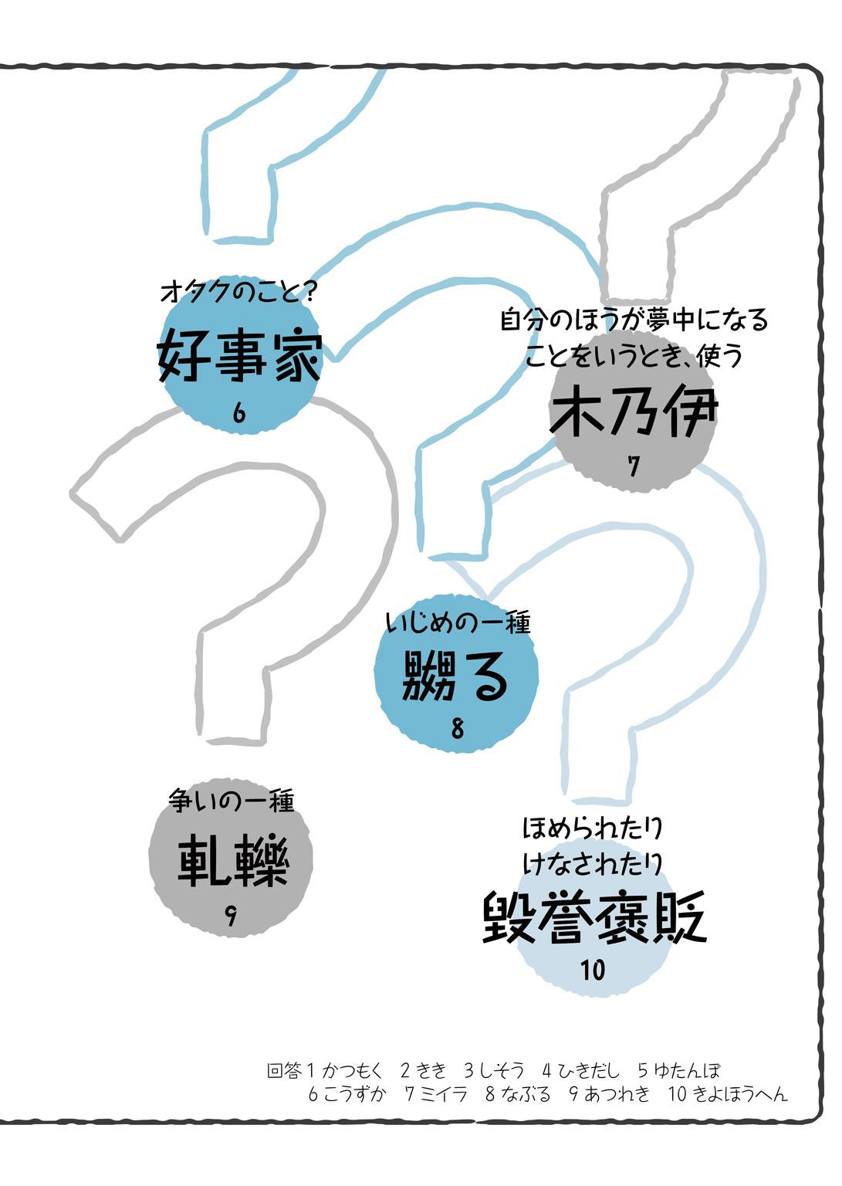 オタクのこと?
好事家
6
自分のほうが夢中になる
ことをいうとき、使う
木乃伊
7
いじめの一種
嬲る
8
争いの一種
軋轢
9
ほめられたり
けなされたり
毀誉褒貶
10
回答 1 かつもく 2 きき 3 しそう 4 ひきだし 5 ゆたんぽ
6 こうずか 7 ミイラ 8 なぶる 9 あつれき 10 きよほうへん